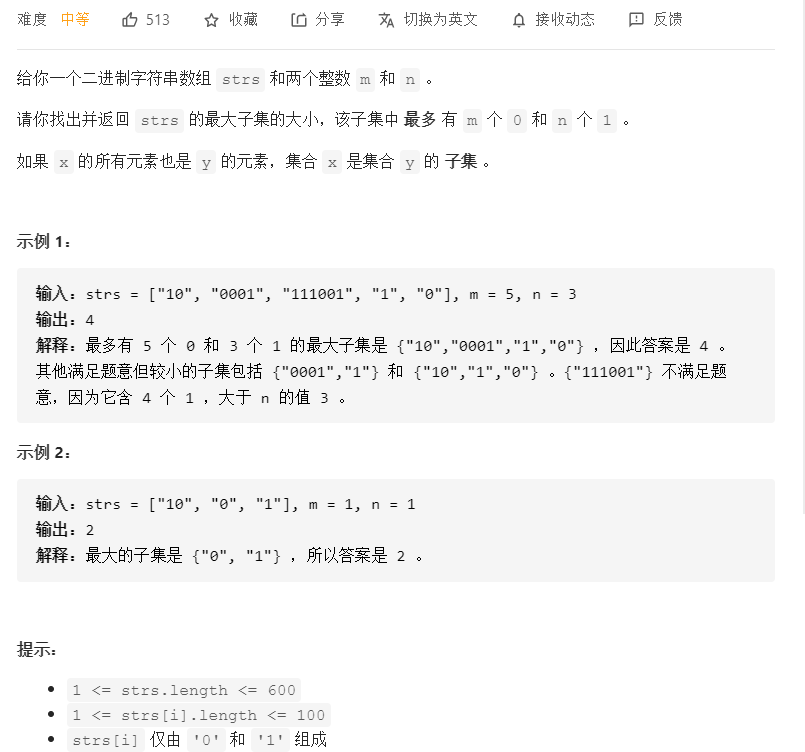 难度 中等 513 收藏 分享 切换为英文 接收动态 反馈
给你一个二进制字符串数组 strs 和两个整数 m 和 n 。
请你找出并返回 strs 的最大子集的大小，该子集中 最多 有 m 个 0 和 n 个 1 。
如果 x 的所有元素也是 y 的元素，集合 x 是集合 y 的 子集 。
示例 1：
输入：strs = ["10", "0001", "111001", "1", "0"], m = 5, n = 3
输出：4
解释：最多有 5 个 0 和 3 个 1 的最大子集是 {"10","0001","1","0"} ，因此答案是 4 。
其他满足题意但较小的子集包括 {"0001","1"} 和 {"10","1","0"} 。{"111001"} 不满足题
意，因为它含 4 个 1 ，大于 n 的值 3 。
示例 2：
输入：strs = ["10", "0", "1"], m = 1, n = 1
输出：2
解释：最大的子集是 {"0", "1"} ，所以答案是 2 。
提示：
1 <= strs.length <= 600
1 <= strs[i].length <= 100
strs[i] 仅由 '0' 和 '1' 组成